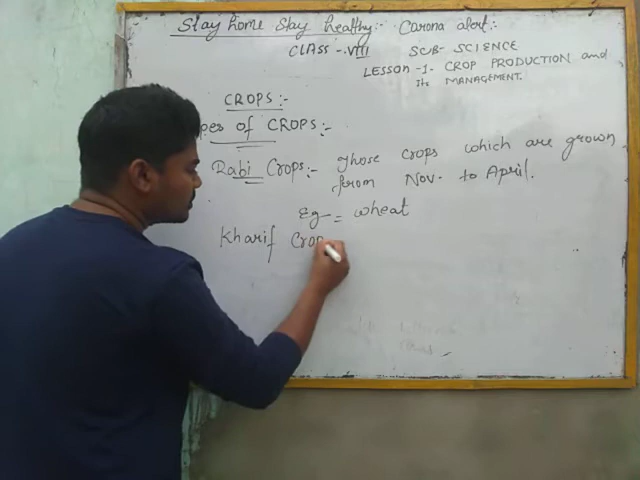 Stay home Stay healthy:- Carona alert:-
CLASS - VIII SUB- SCIENCE
LESSON -1- CROP PRODUCTION and
Its MANAGEMENT.
CROPS:-
pes of CROPS:-
Rabi Crops:- Those crops which are grown
from Nov- to April.
Eg = wheat
Kharif Crop